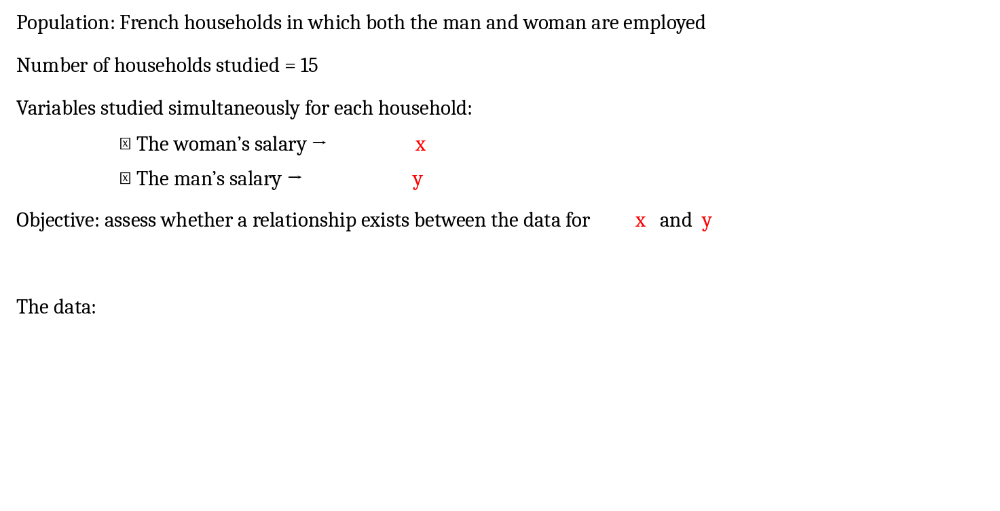 Population: French households in which both the man and woman are employed
Number of households studied = 15
Variables studied simultaneously for each household:
☒ The woman’s salary → x
☒ The man’s salary → y
Objective: assess whether a relationship exists between the data for x and y
The data: